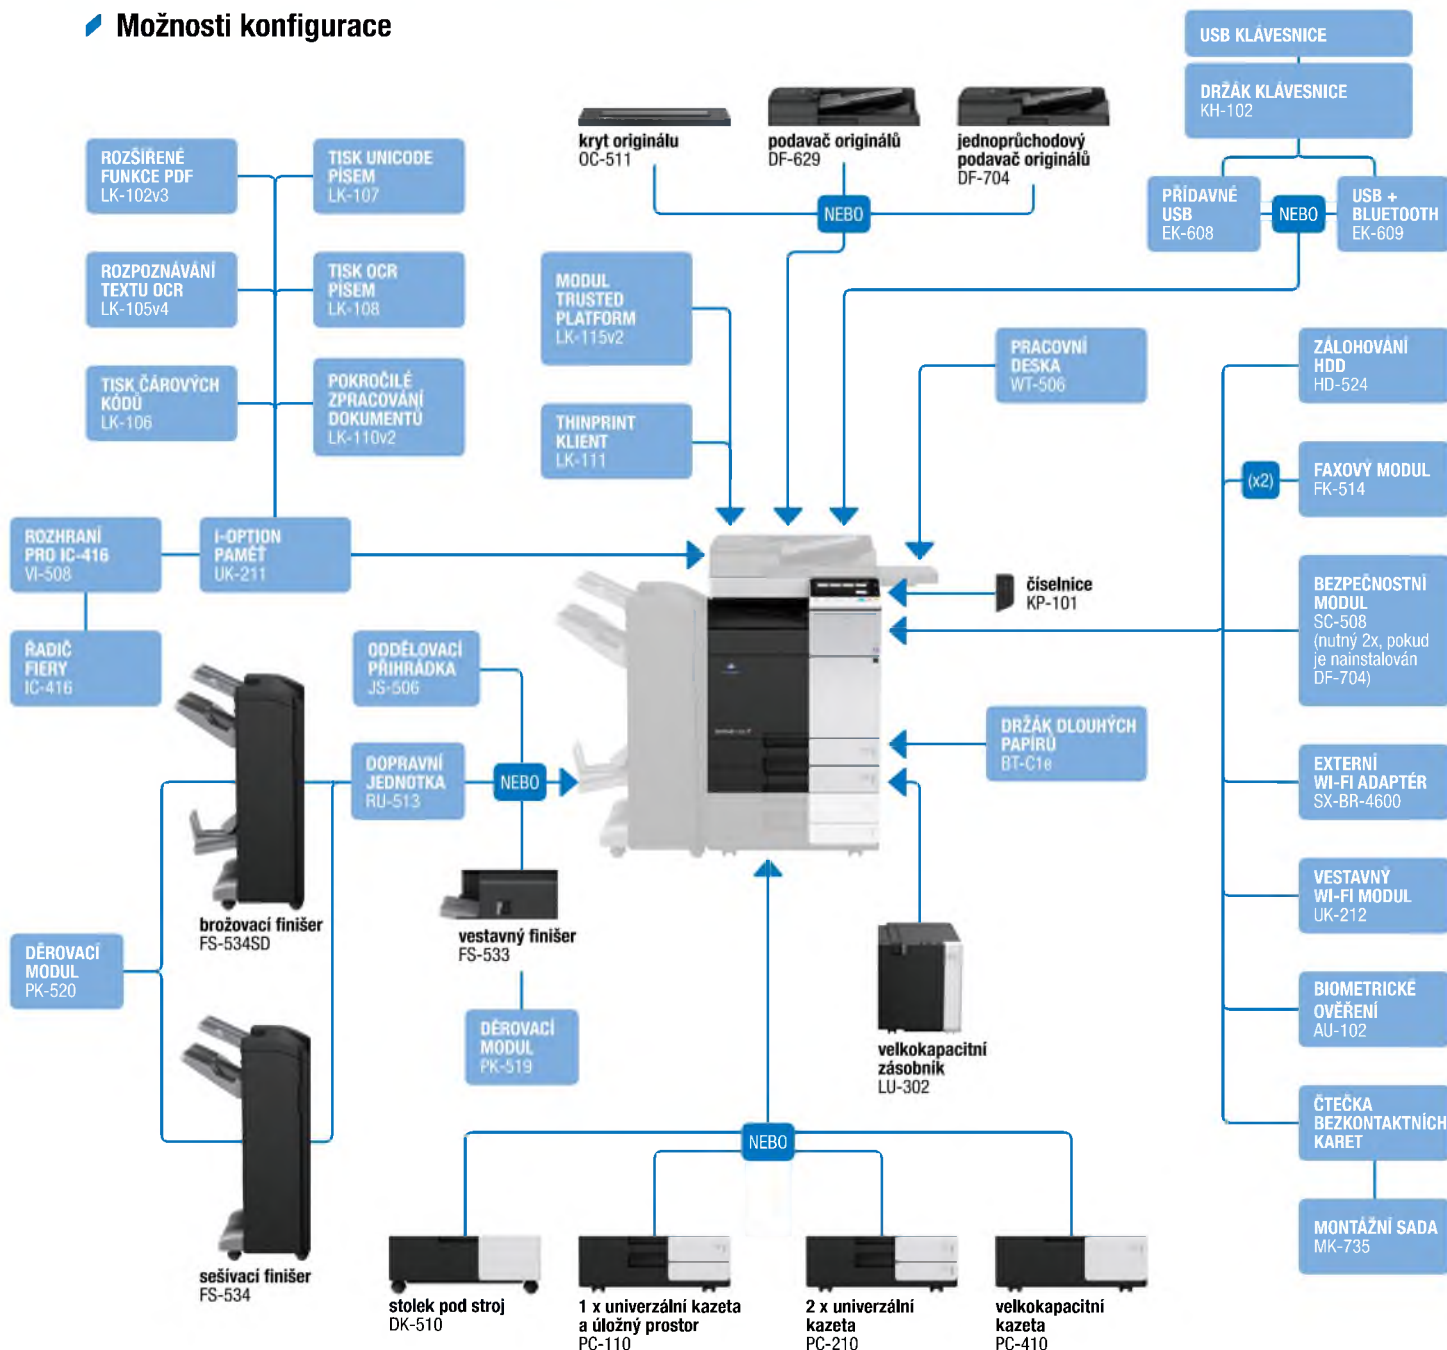 Možnosti konfigurace
USB KLÁVESNICE
DRŽÁK KLÁVESNICE
KH-102
PŘÍDAVNÉ
USB
EK-608
NEBO
USB +
BLUETOOTH
EK-609
kryt originálu
OC-511
podavač originálů
DF-629
jednoprůchodový
podavač originálů
DF-704
NEBO
ROZŠÍŘENÉ
FUNKCE PDF
LK-102v3
TISK UNICODE
PÍSEM
LK-107
ROZPOZNÁVÁNÍ
TEXTU OCR
LK-105v4
TISK OCR
PÍSEM
LK-108
TISK ČÁROVÝCH
KÓDŮ
LK-106
POKROČILÉ
ZPRACOVÁNÍ
DOKUMENTŮ
LK-110v2
MODUL
TRUSTED
PLATFORM
LK-115v2
THINPRINT
KLIENT
LK-111
PRACOVNÍ
DESKA
WT-506
ZÁLOHOVÁNÍ
HDD
HD-524
(x2)
FAXOVÝ MODUL
FK-514
ROZHRANÍ
PRO IC-416
VI-508
I-OPTION
PAMĚŤ
UK-211
ŘADIČ
FIERY
IC-416
číselnice
KP-101
BEZPEČNOSTNÍ
MODUL
SC-508
(nutný 2x, pokud
je nainstalován
DF-704)
ODDĚLOVACÍ
PŘIHRÁDKA
JS-506
DOPRAVNÍ
JEDNOTKA
RU-513
NEBO
DRŽÁK DLOUHÝCH
PAPÍRŮ
BT-C1e
EXTERNÍ
WI-FI ADAPTÉR
SX-BR-4600
VESTAVNÝ
WI-FI MODUL
UK-212
brožovací finišer
FS-534SD
vestavný finišer
FS-533
DĚROVACÍ
MODUL
PK-520
DĚROVACÍ
MODUL
PK-519
velkokapacitní
zásobník
LU-302
BIOMETRICKÉ
OVĚŘENÍ
AU-102
ČTEČKA
BEZKONTAKTNÍCH
KARET
MONTÁŽNÍ SADA
MK-735
NEBO
sešívací finišer
FS-534
stolek pod stroj
DK-510
1 x univerzální kazeta
a úložný prostor
PC-110
2 x univerzální
kazeta
PC-210
velkokapacitní
kazeta
PC-410